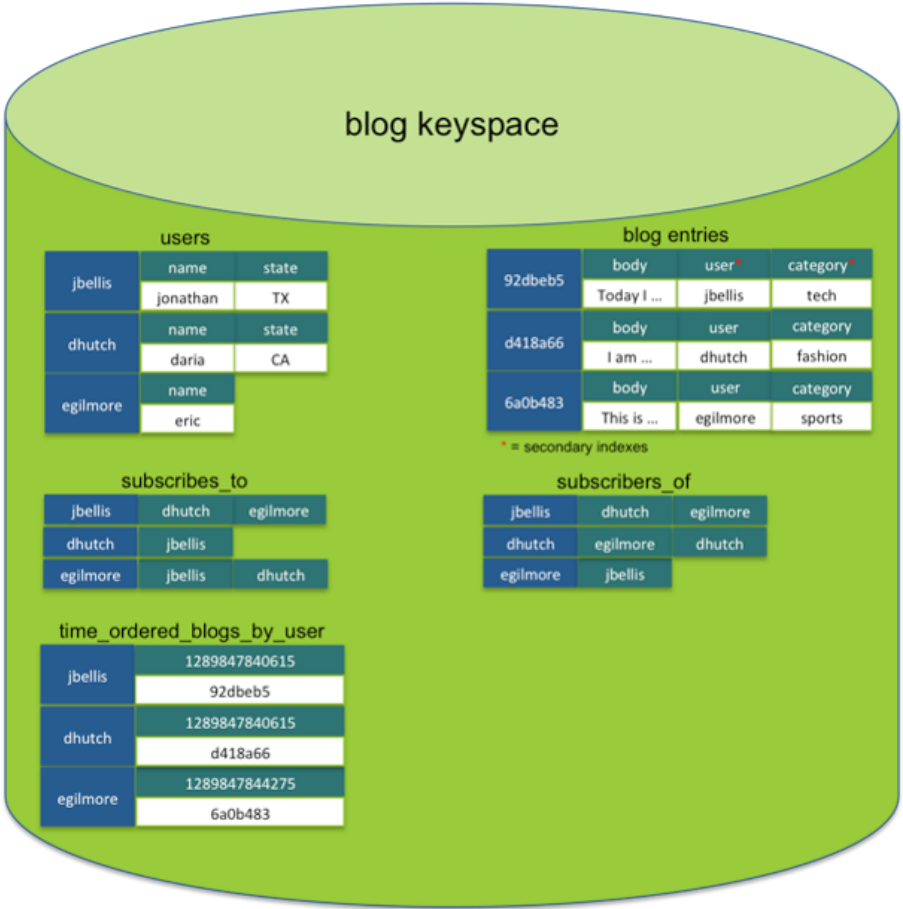 blog keyspace
users
jbellis name state
jonathan TX
dhutch name state
daria CA
egilmore name
eric
blog entries
92dbeb5 body user* category*
Today I ... jbellis tech
d418a66 body user category
I am ... dhutch fashion
6a0b483 body user category
This is ... egilmore sports
* = secondary indexes
subscribes_to
jbellis dhutch egilmore
dhutch jbellis
egilmore jbellis dhutch
subscribers_of
jbellis dhutch egilmore
dhutch egilmore dhutch
egilmore jbellis
time_ordered_blogs_by_user
jbellis 1289847840615
92dbeb5
dhutch 1289847840615
d418a66
egilmore 1289847844275
6a0b483